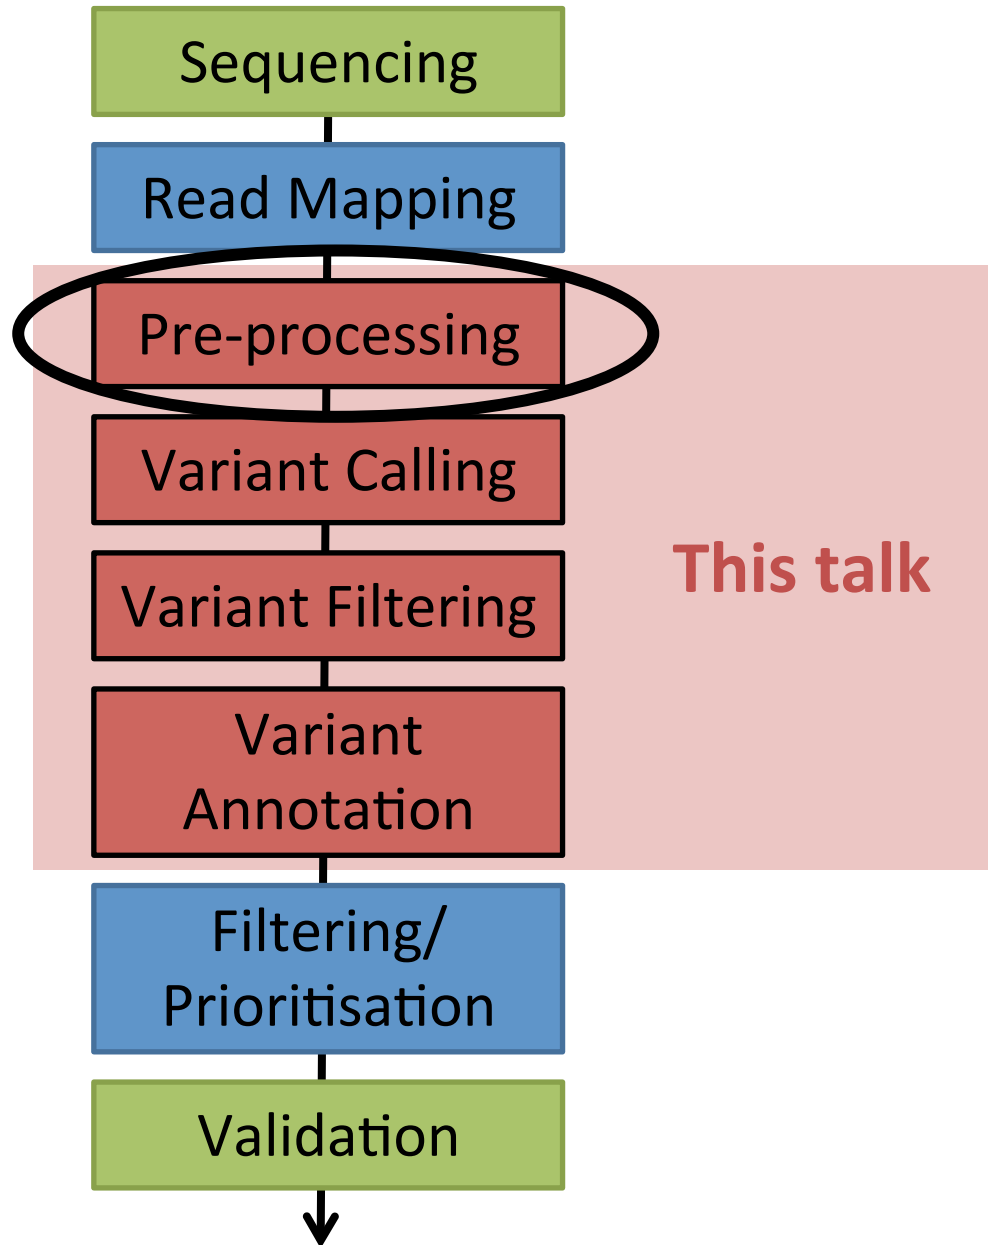 Sequencing
Read Mapping
Pre-processing
Variant Calling
Variant Filtering
This talk
Variant
Annotation
Filtering/
Prioritisation
Validation